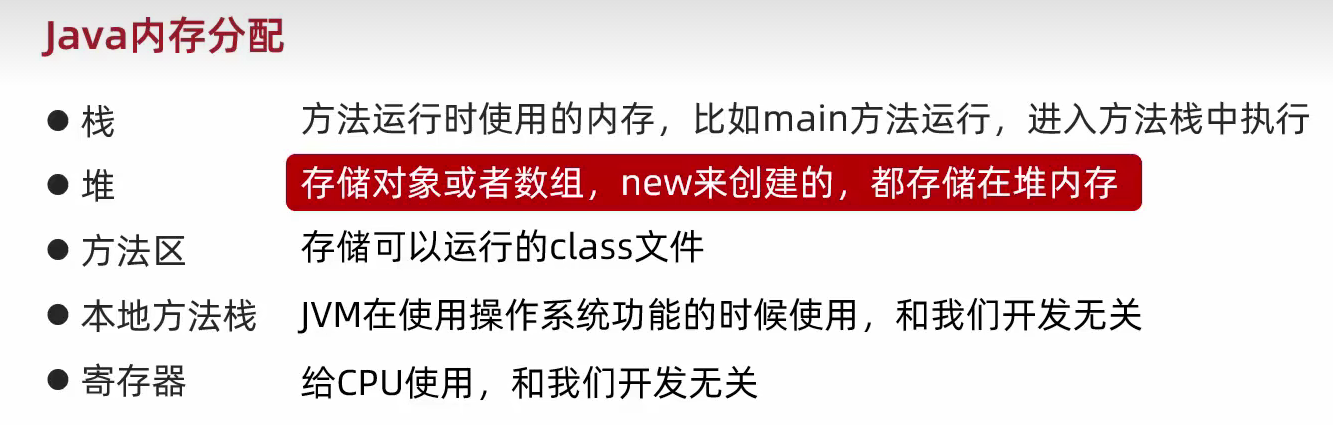 Java内存分配
● 栈 方法运行时使用的内存，比如main方法运行，进入方法栈中执行
● 堆 存储对象或者数组，new来创建的，都存储在堆内存
● 方法区 存储可以运行的class文件
● 本地方法栈 JVM在使用操作系统功能的时候使用，和我们开发无关
● 寄存器 给CPU使用，和我们开发无关